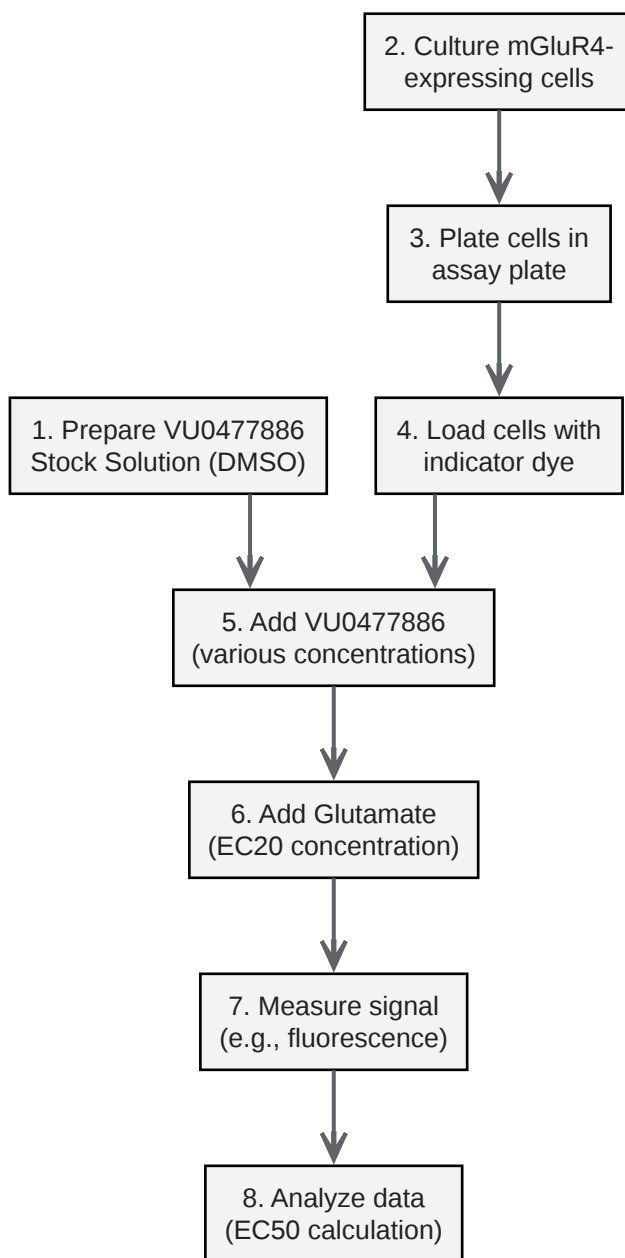 2. Culture mGluR4-
expressing cells
3. Plate cells in
assay plate
1. Prepare VU0477886
Stock Solution (DMSO)
4. Load cells with
indicator dye
5. Add VU0477886
(various concentrations)
6. Add Glutamate
(EC20 concentration)
7. Measure signal
(e.g., fluorescence)
8. Analyze data
(EC50 calculation)